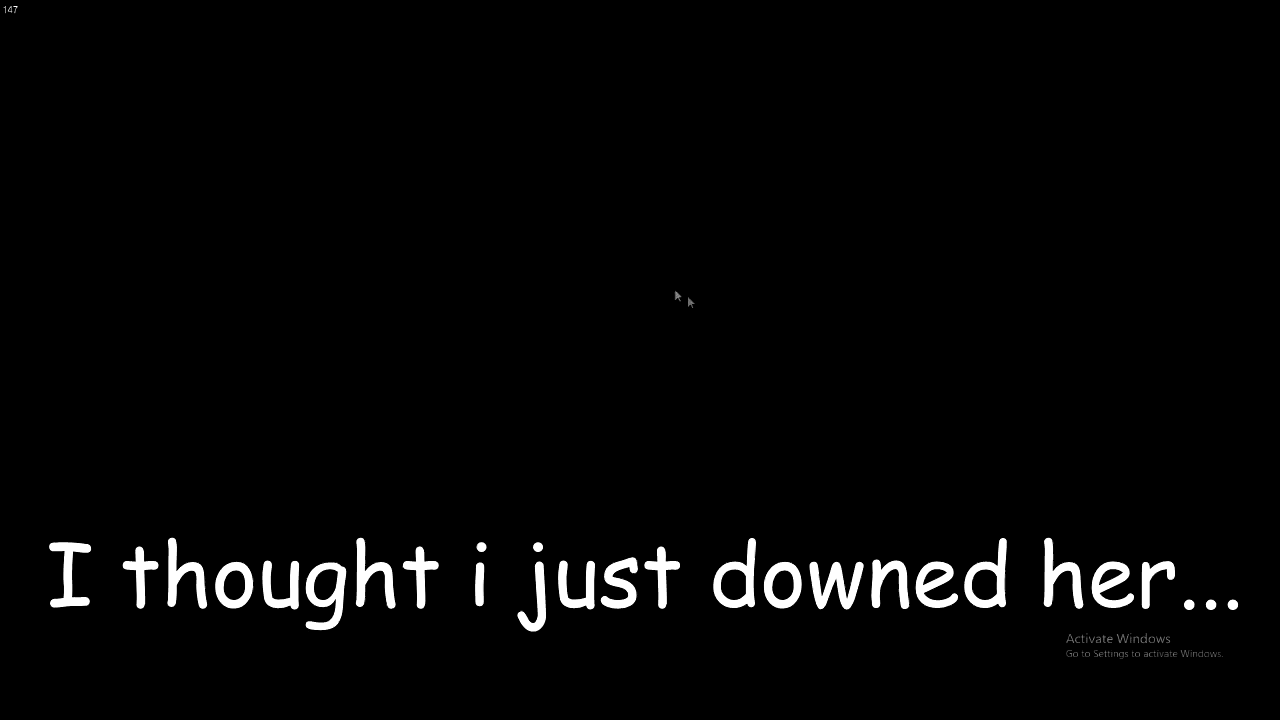 147
I thought i just downed her...
Activate Windows
Go to Settings to activate Windows.